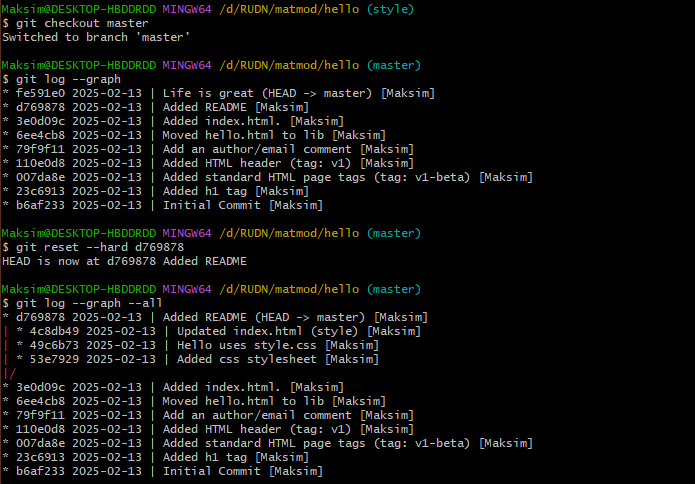 Maksim@DESKTOP-HBDDRDD MINGW64 /d/RUDN/matmod/hello (style)
$ git checkout master
Switched to branch 'master'

Maksim@DESKTOP-HBDDRDD MINGW64 /d/RUDN/matmod/hello (master)
$ git log --graph
* fe591e0 2025-02-13 | Life is great (HEAD -> master) [Maksim]
* d769878 2025-02-13 | Added README [Maksim]
* 3e0d09c 2025-02-13 | Added index.html. [Maksim]
* 6ee4cb8 2025-02-13 | Moved hello.html to lib [Maksim]
* 79f9f11 2025-02-13 | Add an author/email comment [Maksim]
* 110e0d8 2025-02-13 | Added HTML header (tag: v1) [Maksim]
* 007da8e 2025-02-13 | Added standard HTML page tags (tag: v1-beta) [Maksim]
* 23c6913 2025-02-13 | Added h1 tag [Maksim]
* b6af233 2025-02-13 | Initial Commit [Maksim]

Maksim@DESKTOP-HBDDRDD MINGW64 /d/RUDN/matmod/hello (master)
$ git reset --hard d769878
HEAD is now at d769878 Added README

Maksim@DESKTOP-HBDDRDD MINGW64 /d/RUDN/matmod/hello (master)
$ git log --graph --all
* d769878 2025-02-13 | Added README (HEAD -> master) [Maksim]
| * 4c8db49 2025-02-13 | Updated index.html (style) [Maksim]
| * 49c6b73 2025-02-13 | Hello uses style.css [Maksim]
| * 53e7929 2025-02-13 | Added css stylesheet [Maksim]
|/
* 3e0d09c 2025-02-13 | Added index.html. [Maksim]
* 6ee4cb8 2025-02-13 | Moved hello.html to lib [Maksim]
* 79f9f11 2025-02-13 | Add an author/email comment [Maksim]
* 110e0d8 2025-02-13 | Added HTML header (tag: v1) [Maksim]
* 007da8e 2025-02-13 | Added standard HTML page tags (tag: v1-beta) [Maksim]
* 23c6913 2025-02-13 | Added h1 tag [Maksim]
* b6af233 2025-02-13 | Initial Commit [Maksim]